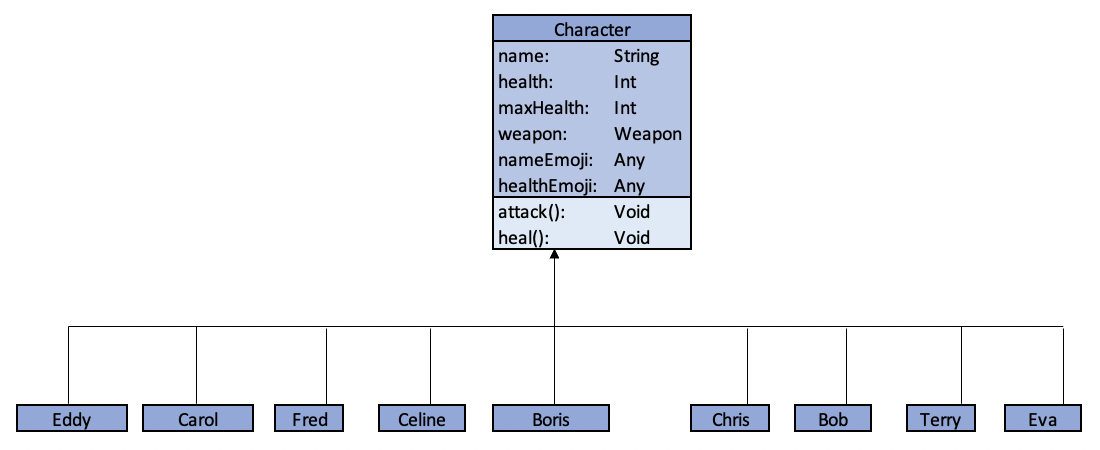 Character
name: String
health: Int
maxHealth: Int
weapon: Weapon
nameEmoji: Any
healthEmoji: Any
attack(): Void
heal(): Void
Eddy Carol Fred Celine Boris Chris Bob Terry Eva